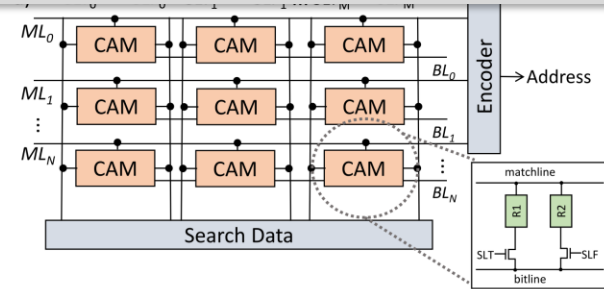 ML0
CAM CAM CAM
BL0
Encoder
Address
ML1
CAM CAM CAM
BL1
⋮
⋮
MLN
CAM CAM CAM
BLN
Search Data
matchline
R1 R2
SLT SLF
bitline